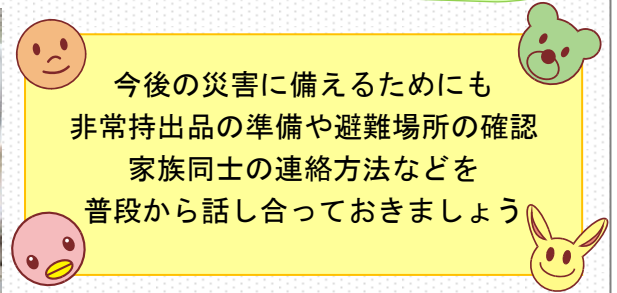 今後の災害に備えるためにも
非常持出品の準備や避難場所の確認
家族同士の連絡方法などを
普段から話し合っておきましょう